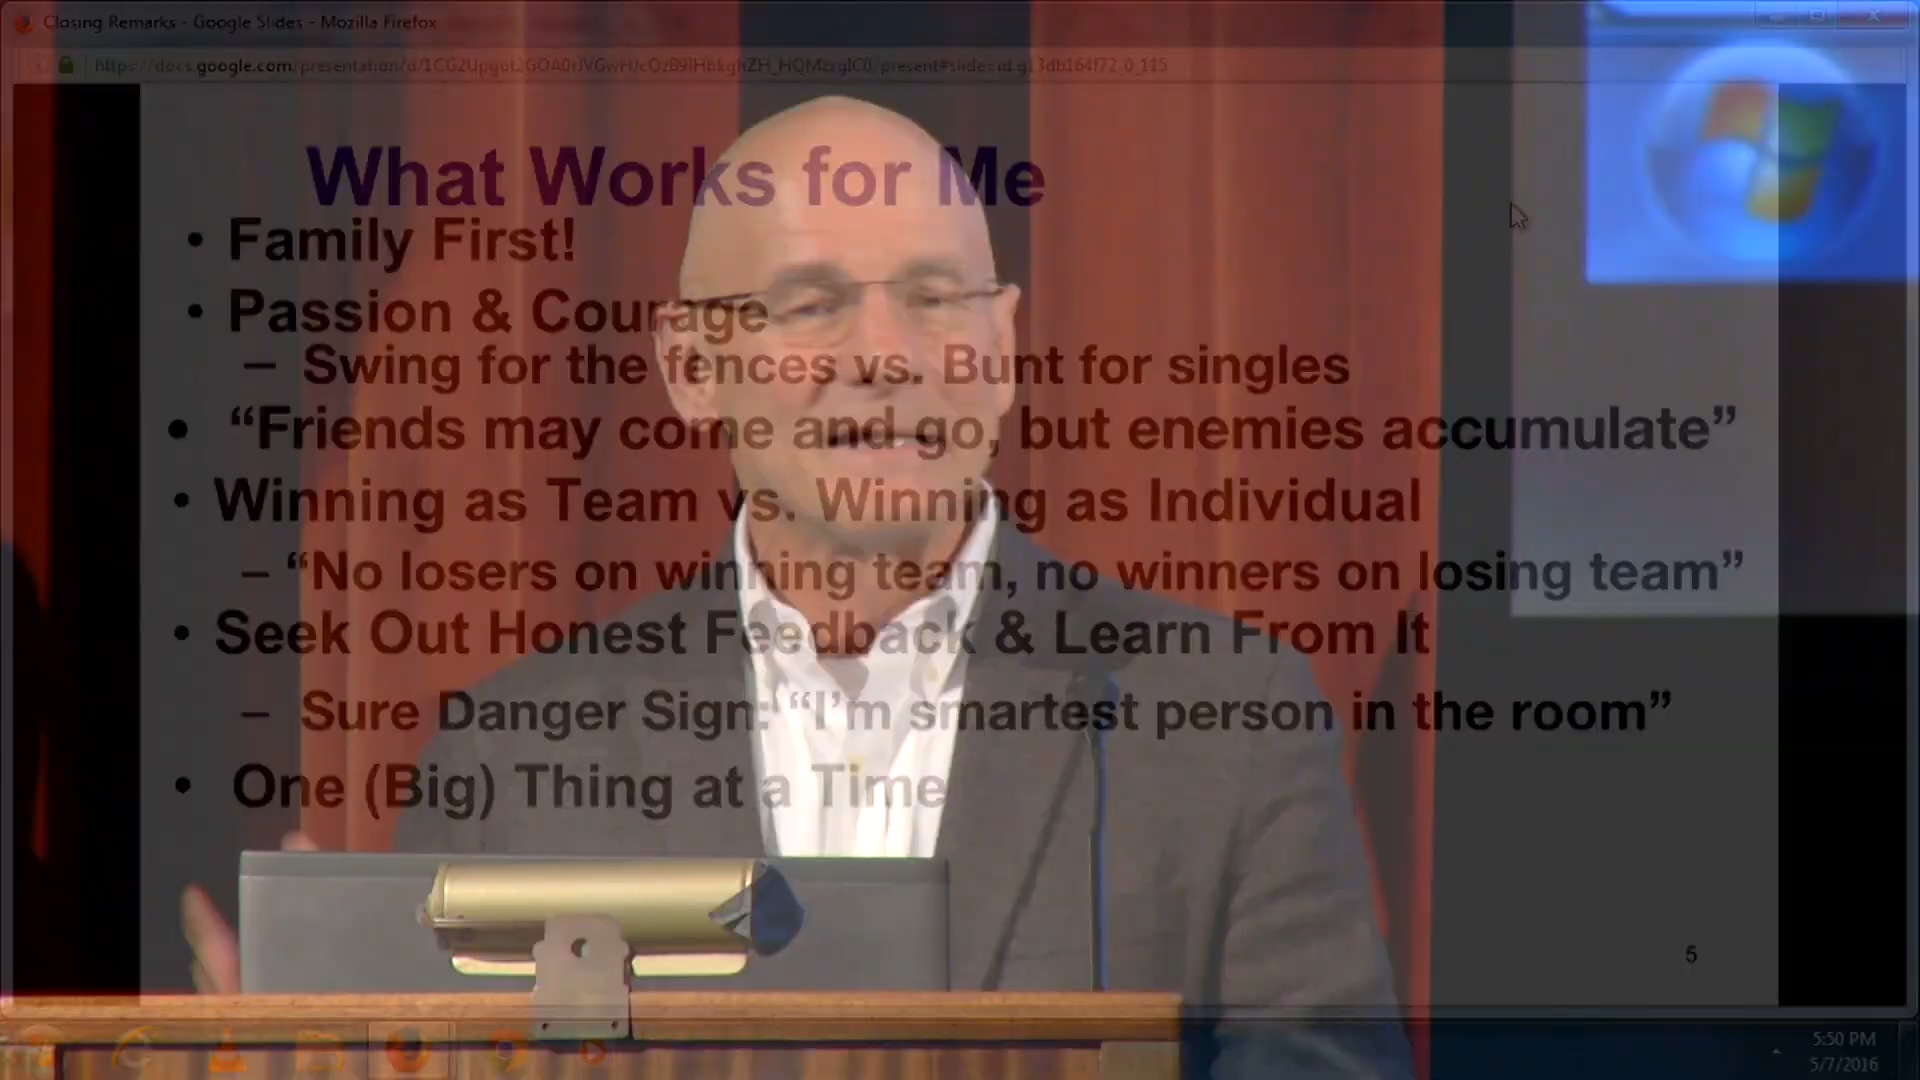 Closing Remarks - Google Slides - Mozilla Firefox
What Works for Me
• Family First!
• Passion & Courage
– Swing for the fences vs. Bunt for singles
• “Friends may come and go, but enemies accumulate”
• Winning as Team vs. Winning as Individual
– “No losers on winning team, no winners on losing team”
• Seek Out Honest Feedback & Learn From It
– Sure Danger Sign: “I’m smartest person in the room”
• One (Big) Thing at a Time
5
5:50 PM
5/7/2016